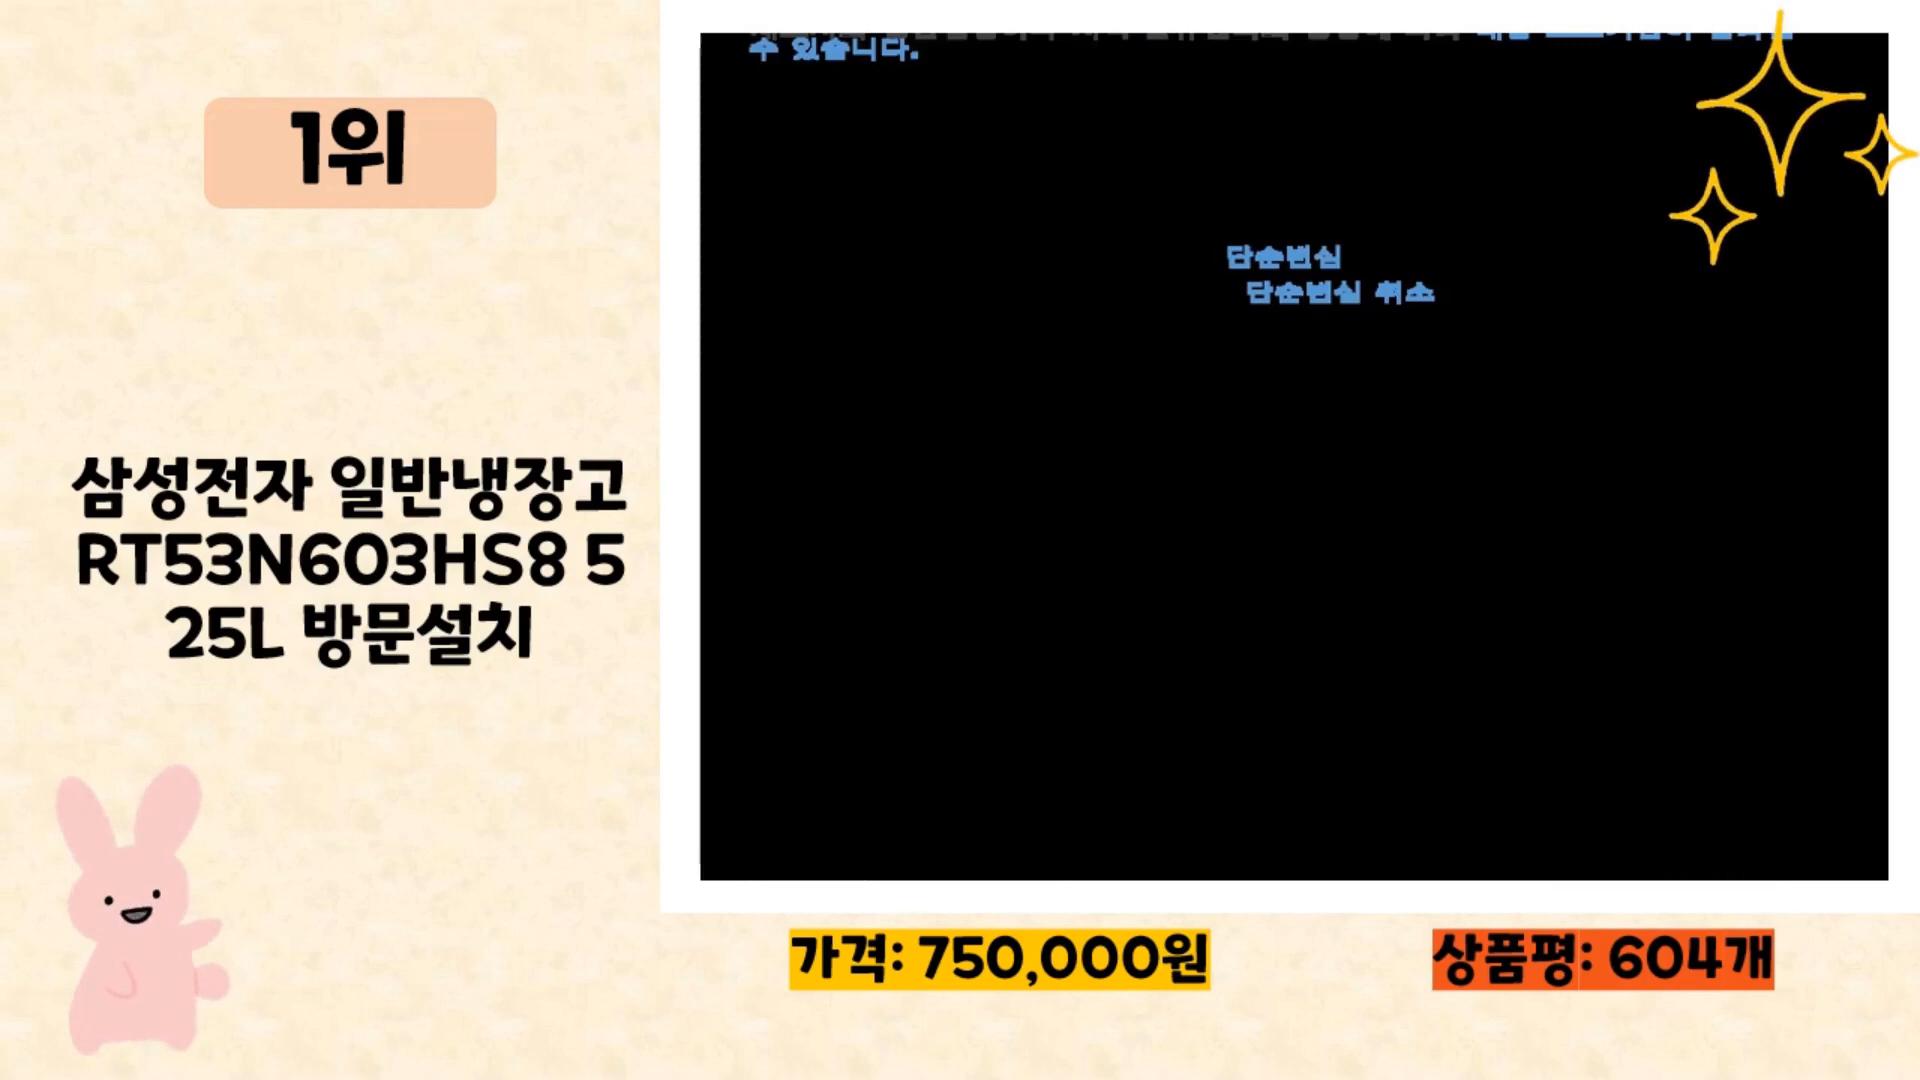 1위
수 있습니다.
단순변심
단순변심 취소
삼성전자 일반냉장고
RT53N603HS8 5
25L 방문설치
가격: 750,000원
상품평: 604개